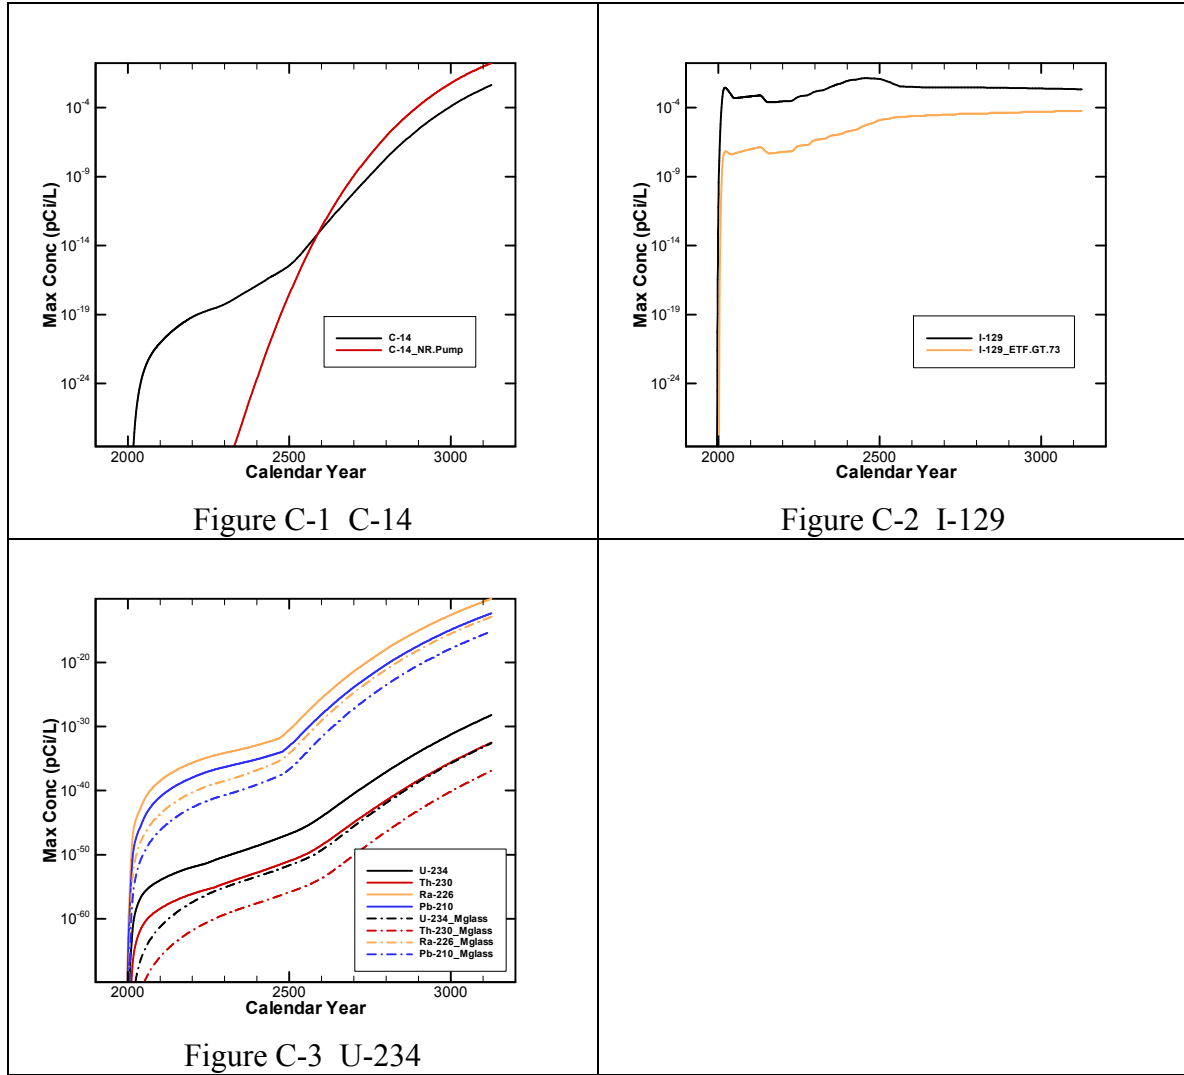 Max Conc (pCi/L)
10-4
10-9
10-14
10-19
10-24
C-14
C-14_NR.Pump
2000 2500 3000
Calendar Year
Figure C-1 C-14
Max Conc (pCi/L)
10-4
10-9
10-14
10-19
10-24
I-129
I-129_ETF.GT.73
2000 2500 3000
Calendar Year
Figure C-2 I-129
Max Conc (pCi/L)
10-20
10-30
10-40
10-50
10-60
U-234
Th-230
Ra-226
Pb-210
U-234_Mglass
Th-230_Mglass
Ra-226_Mglass
Pb-210_Mglass
2000 2500 3000
Calendar Year
Figure C-3 U-234